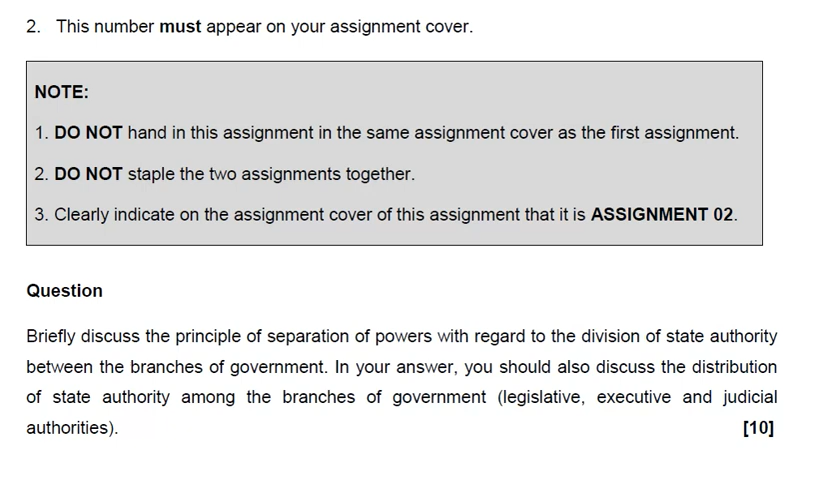 2. This number must appear on your assignment cover.
NOTE:
1. DO NOT hand in this assignment in the same assignment cover as the first assignment.
2. DO NOT staple the two assignments together.
3. Clearly indicate on the assignment cover of this assignment that it is ASSIGNMENT 02.
Question
Briefly discuss the principle of separation of powers with regard to the division of state authority
between the branches of government. In your answer, you should also discuss the distribution
of state authority among the branches of government (legislative, executive and judicial
authorities). [10]